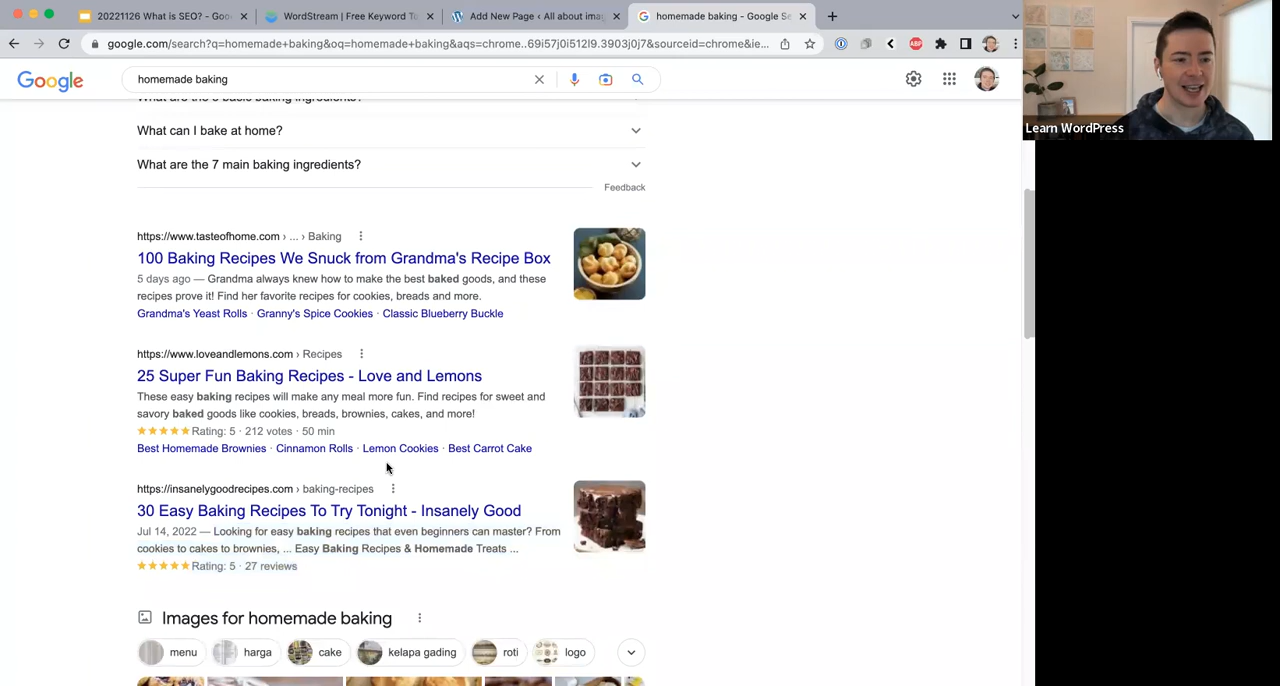 20221126 What is SEO? - Goo
WordStream | Free Keyword To
Add New Page ‹ All about imag
homemade baking - Google Se
google.com/search?q=homemade+baking&oq=homemade+baking&aqs=chrome..69i57j0i512l9.3903j0j7&sourceid=chrome&ie...
ABP
Google
homemade baking
Learn WordPress
What are the 5 basic baking ingredients?
What can I bake at home?
What are the 7 main baking ingredients?
Feedback
https://www.tasteofhome.com › ... › Baking
100 Baking Recipes We Snuck from Grandma's Recipe Box
5 days ago — Grandma always knew how to make the best baked goods, and these
recipes prove it! Find her favorite recipes for cookies, breads and more.
Grandma's Yeast Rolls · Granny's Spice Cookies · Classic Blueberry Buckle
https://www.loveandlemons.com › Recipes
25 Super Fun Baking Recipes - Love and Lemons
These easy baking recipes will make any meal more fun. Find recipes for sweet and
savory baked goods like cookies, breads, brownies, cakes, and more!
★★★★★ Rating: 5 · 212 votes · 50 min
Best Homemade Brownies · Cinnamon Rolls · Lemon Cookies · Best Carrot Cake
https://insanelygoodrecipes.com › baking-recipes
30 Easy Baking Recipes To Try Tonight - Insanely Good
Jul 14, 2022 — Looking for easy baking recipes that even beginners can master? From
cookies to cakes to brownies, ... Easy Baking Recipes & Homemade Treats ...
★★★★★ Rating: 5 · 27 reviews
Images for homemade baking
menu
harga
cake
kelapa gading
roti
logo